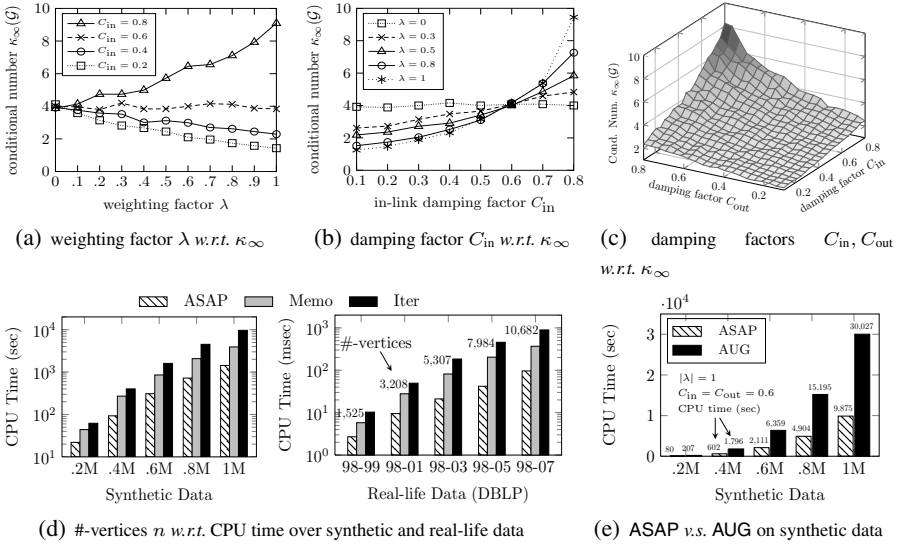 conditional number κ∞(G)
10
8
6
4
2
0
C_in = 0.8
C_in = 0.6
C_in = 0.4
C_in = 0.2
0 .1 .2 .3 .4 .5 .6 .7 .8 .9 1
weighting factor λ
(a) weighting factor λ w.r.t. κ∞
conditional number κ∞(G)
10
8
6
4
2
0
λ = 0
λ = 0.3
λ = 0.5
λ = 0.8
λ = 1
0.1 0.2 0.3 0.4 0.5 0.6 0.7 0.8
in-link damping factor C_in
(b) damping factor C_in w.r.t. κ∞
Cond. Num. κ∞(G)
10
8
6
4
2
0.8 0.6 0.4 0.2
damping factor C_out
0.2 0.4 0.6 0.8
damping factor C_in
(c) damping factors C_in, C_out
w.r.t. κ∞
ASAP Memo Iter
CPU Time (sec)
10^4
10^3
10^2
10^1
.2M .4M .6M .8M 1M
Synthetic Data
CPU Time (msec)
10^3
10^2
10^1
10^0
#-vertices
1,525 3,208 5,307 7,984 10,682
98-99 98-01 98-03 98-05 98-07
Real-life Data (DBLP)
(d) #-vertices n w.r.t. CPU time over synthetic and real-life data
·10^4
CPU Time (sec)
3
2
1
0
ASAP
AUG
|λ| = 1
C_in = C_out = 0.6
CPU time (sec)
80 207 602 1,796 2,111 6,359 4,904 15,195 9,875 30,027
.2M .4M .6M .8M 1M
Synthetic Data
(e) ASAP v.s. AUG on synthetic data